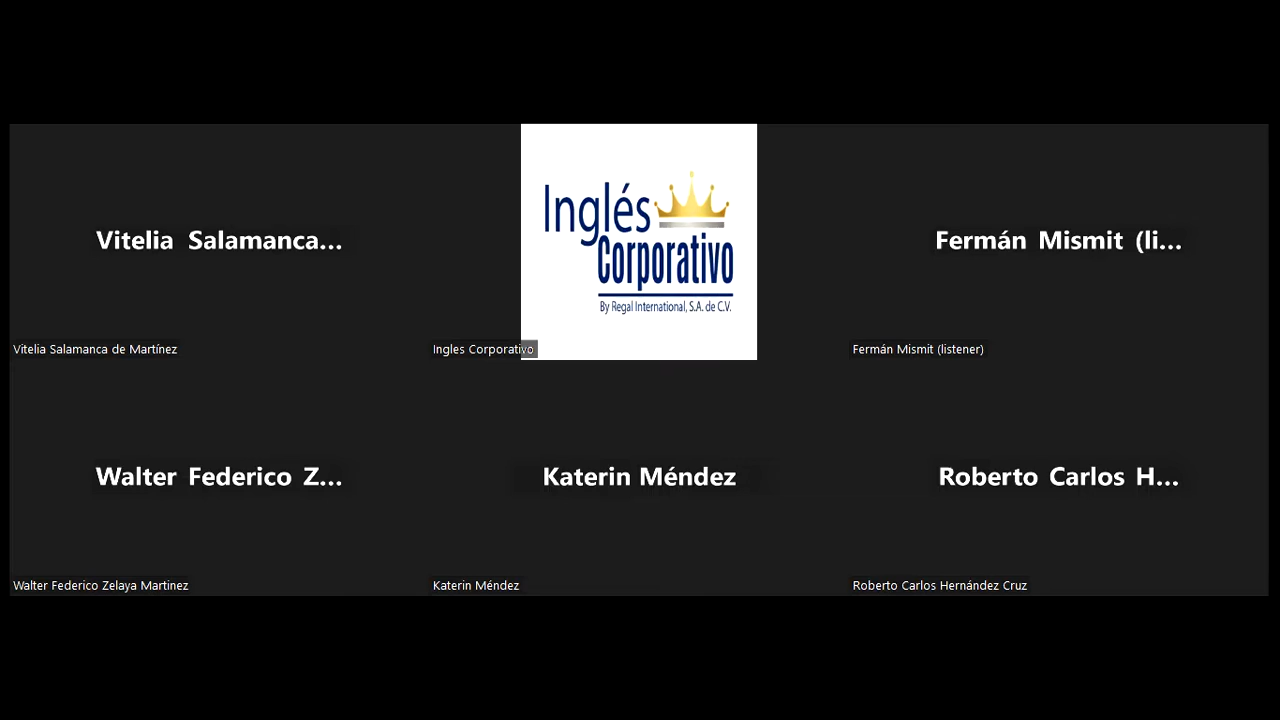 Vitelia Salamanca...
Vitelia Salamanca de Martínez
Inglés
Corporativo
By Regal International, S.A. de C.V.
Ingles Corporativo
Fermán Mismit (li...
Fermán Mismit (listener)
Walter Federico Z...
Walter Federico Zelaya Martinez
Katerin Méndez
Katerin Méndez
Roberto Carlos H...
Roberto Carlos Hernández Cruz